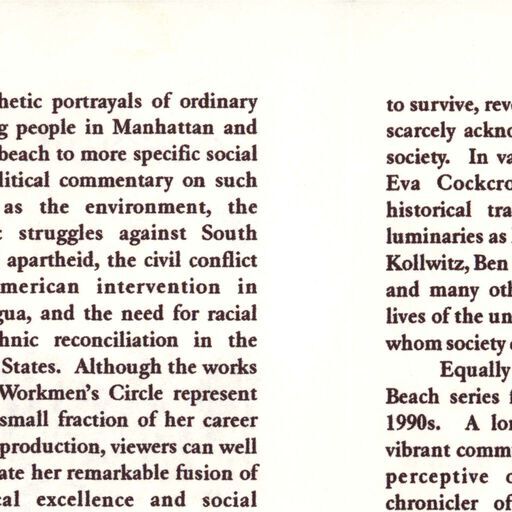 hetic portrayals of ordinary
g people in Manhattan and
beach to more specific social
litical commentary on such
as the environment, the
struggles against South
apartheid, the civil conflict
merican intervention in
gua, and the need for racial
hnic reconciliation in the
States. Although the works
Workmen's Circle represent
small fraction of her career
production, viewers can well
ate her remarkable fusion of
cal excellence and social
to survive, rev
scarcely ackno
society. In va
Eva Cockcro
historical tra
luminaries as
Kollwitz, Ben
and many oth
lives of the un
whom society
Equally
Beach series f
1990s. A lon
vibrant commu
perceptive
chronicler of